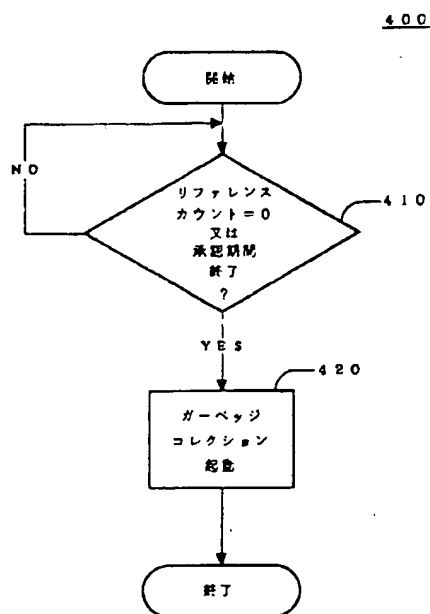 400
開始
NO
リファレンス
カウント=0
又は
承認期間
終了
?
410
YES
420
ガーベッジ
コレクション
起動
終了